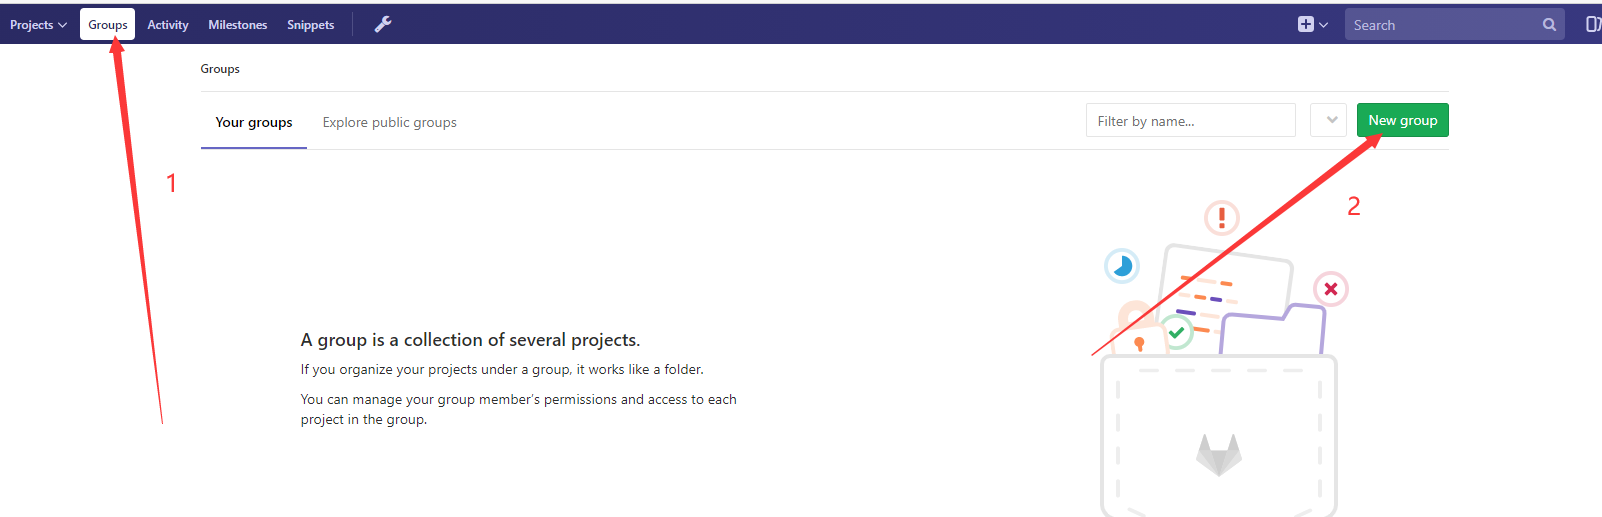 Projects Groups Activity Milestones Snippets Search
Groups
Your groups Explore public groups Filter by name... New group
1
2
A group is a collection of several projects.
If you organize your projects under a group, it works like a folder.
You can manage your group member's permissions and access to each
project in the group.